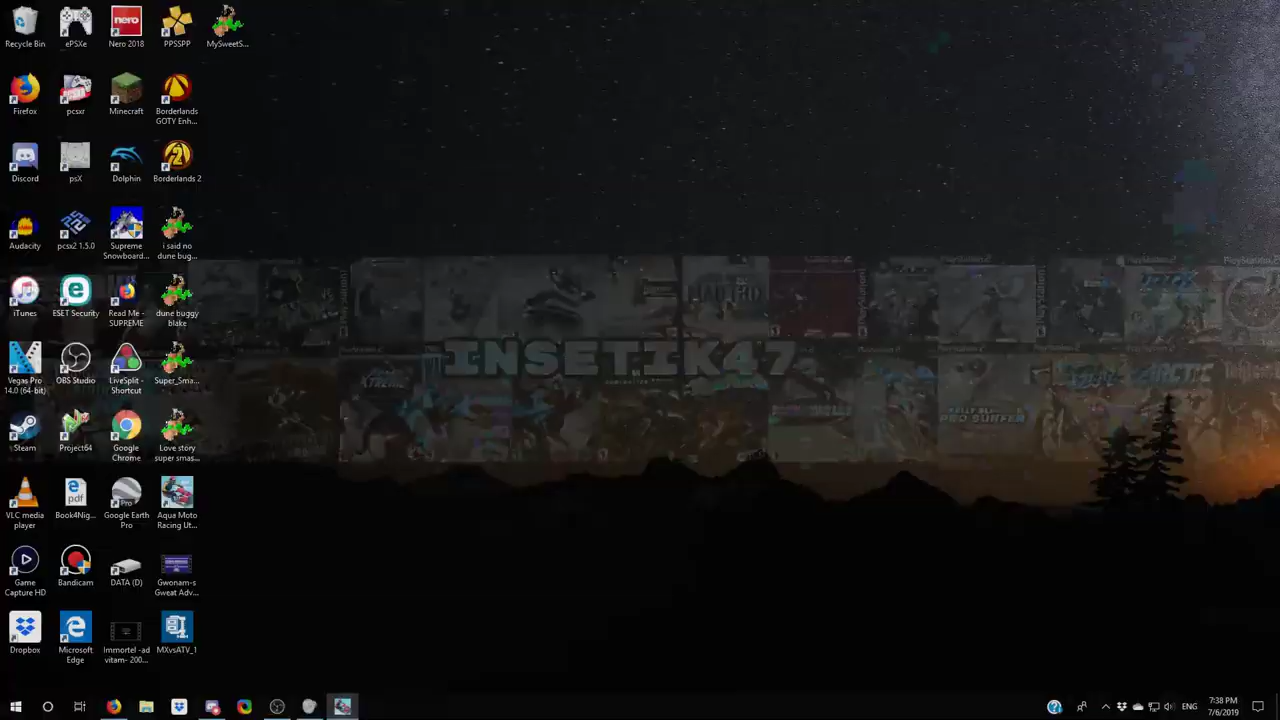 Recycle Bin
ePSXe
Nero 2018
PPSSPP
MySweetS...
Firefox
pcsxr
Minecraft
Borderlands
GOTY Enh...
Discord
psX
Dolphin
Borderlands 2
Audacity
pcsx2 1.5.0
Supreme
Snowboard...
i said no
dune bug...
iTunes
ESET Security
Read Me -
SUPREME
dune buggy
blake
Vegas Pro
14.0 (64-bit)
OBS Studio
LiveSplit -
Shortcut
Super_Sma...
INSETIK47
Steam
Project64
Google
Chrome
Love story
super smas...
VLC media
player
Book4Nig...
Google Earth
Pro
Aqua Moto
Racing Ut...
Game
Capture HD
Bandicam
DATA (D)
Gwonam-s
Gweat Adv...
Dropbox
Microsoft
Edge
Immortel -ad
vitam- 200...
MXvsATV_1
ENG
7:38 PM
7/6/2019